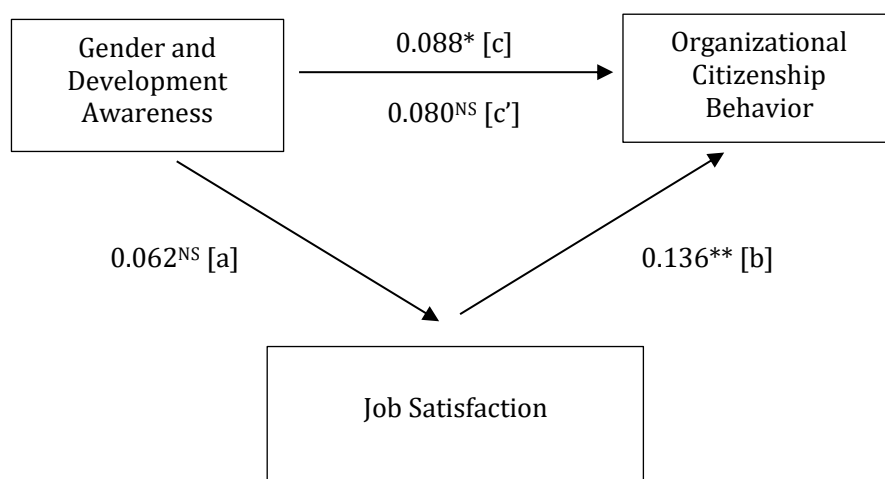 Gender and
Development
Awareness
0.088* [c]
0.080ᴺˢ [c’]
Organizational
Citizenship
Behavior
0.062ᴺˢ [a]
0.136** [b]
Job Satisfaction